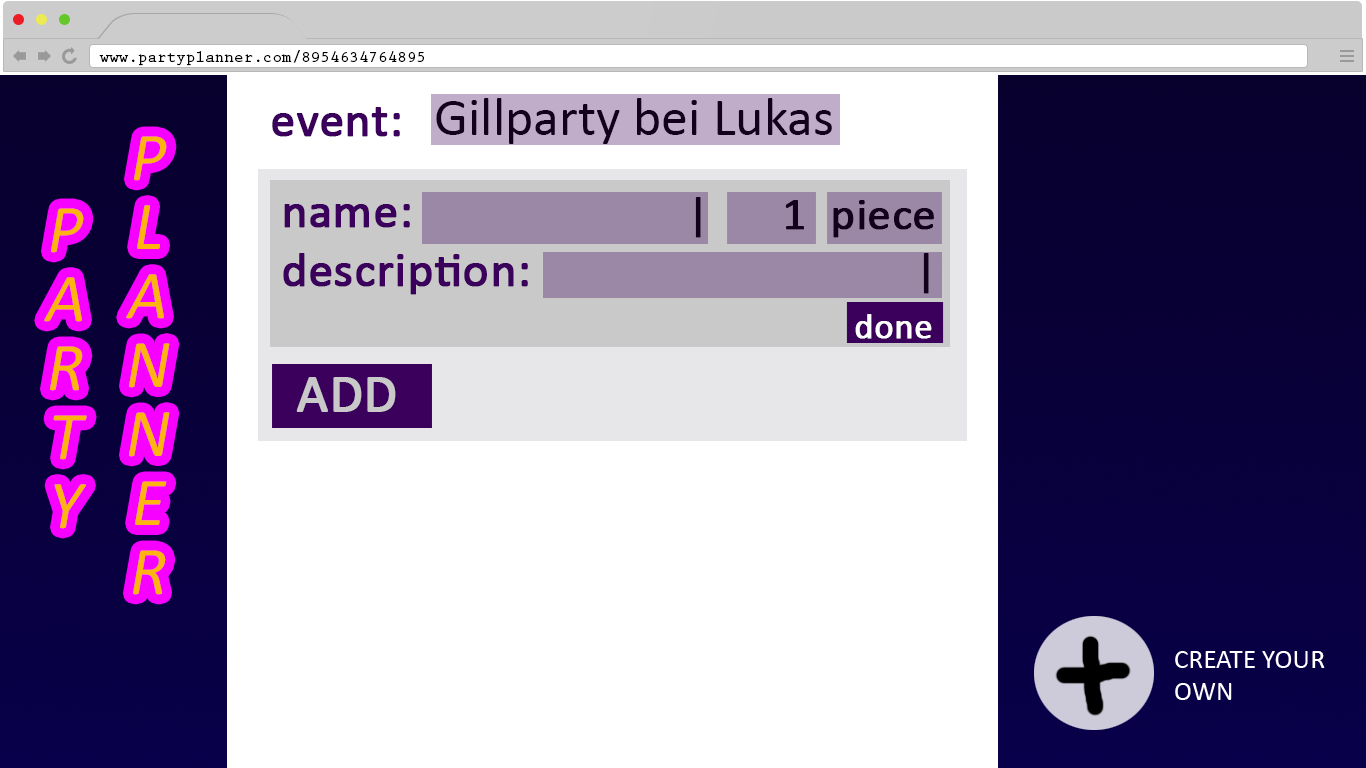 www.partyplanner.com/8954634764895
PARTY
PLANNER
event: Gillparty bei Lukas
name: | 1 piece
description: |
done
ADD
CREATE YOUR
OWN